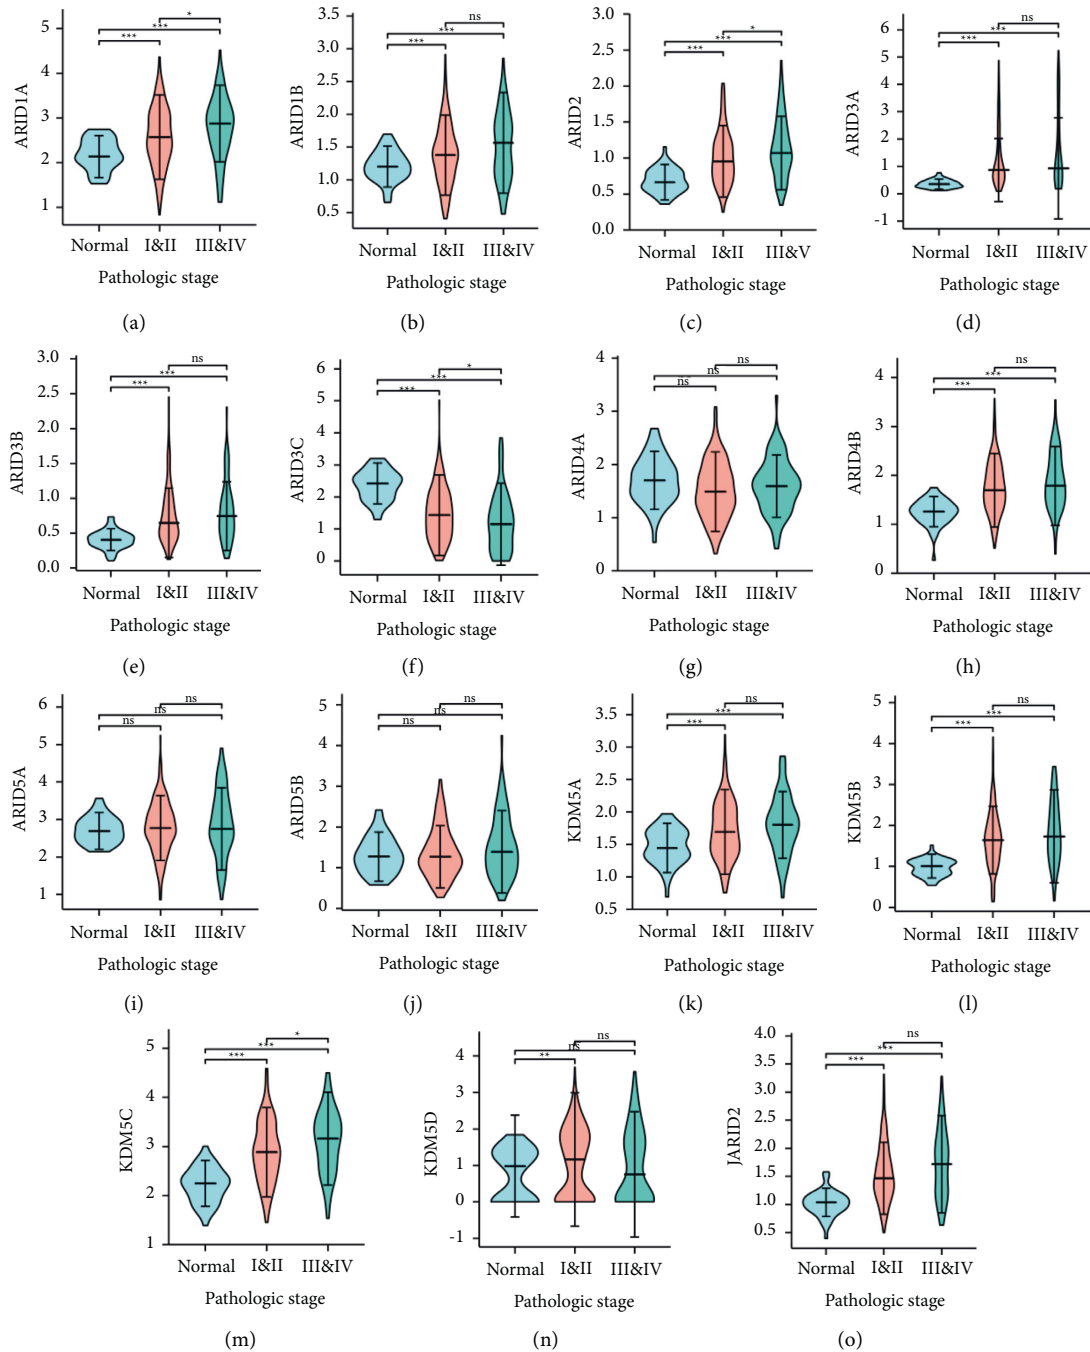 ARID1A
5
4
3
2
1
***
***
*
Normal I&II III&IV
Pathologic stage
(a)
ARID1B
3.0
2.5
2.0
1.5
1.0
0.5
***
***
ns
Normal I&II III&IV
Pathologic stage
(b)
ARID2
3.0
2.5
2.0
1.5
1.0
0.5
0.0
***
***
*
Normal I&II III&V
Pathologic stage
(c)
ARID3A
6
5
4
3
2
1
0
-1
***
***
ns
Normal I&II III&IV
Pathologic stage
(d)
ARID3B
3.0
2.5
2.0
1.5
1.0
0.5
0.0
***
***
ns
Normal I&II III&IV
Pathologic stage
(e)
ARID3C
6
5
4
3
2
1
0
***
***
*
Normal I&II III&IV
Pathologic stage
(f)
ARID4A
4
3
2
1
0
ns
ns
ns
Normal I&II III&IV
Pathologic stage
(g)
ARID4B
4
3
2
1
0
***
***
ns
Normal I&II III&IV
Pathologic stage
(h)
ARID5A
6
5
4
3
2
1
ns
ns
ns
Normal I&II III&IV
Pathologic stage
(i)
ARID5B
5
4
3
2
1
0
ns
ns
ns
Normal I&II III&IV
Pathologic stage
(j)
KDM5A
3.5
3.0
2.5
2.0
1.5
1.0
0.5
***
***
ns
Normal I&II III&IV
Pathologic stage
(k)
KDM5B
5
4
3
2
1
0
***
***
ns
Normal I&II III&IV
Pathologic stage
(l)
KDM5C
5
4
3
2
1
***
***
*
Normal I&II III&IV
Pathologic stage
(m)
KDM5D
4
3
2
1
0
-1
**
ns
ns
Normal I&II III&IV
Pathologic stage
(n)
JARID2
4.0
3.5
3.0
2.5
2.0
1.5
1.0
0.5
***
***
ns
Normal I&II III&IV
Pathologic stage
(o)